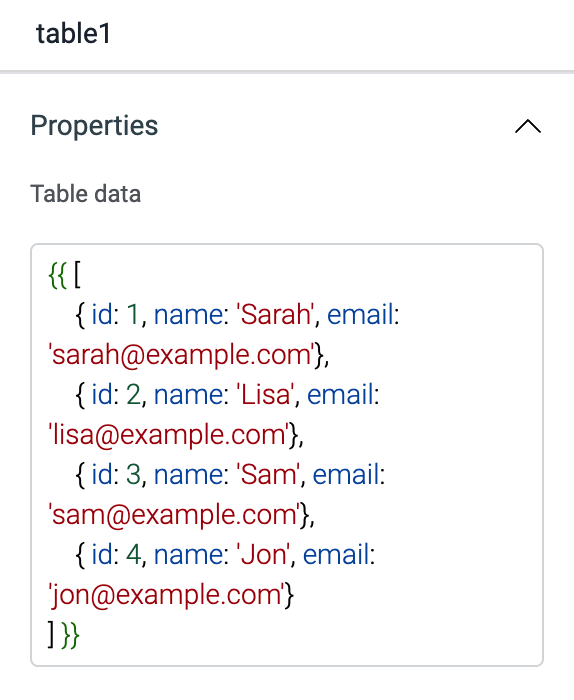 table1
Properties
Table data
{{ [
{ id: 1, name: 'Sarah', email:
'sarah@example.com'},
{ id: 2, name: 'Lisa', email:
'lisa@example.com'},
{ id: 3, name: 'Sam', email:
'sam@example.com'},
{ id: 4, name: 'Jon', email:
'jon@example.com'}
] }}